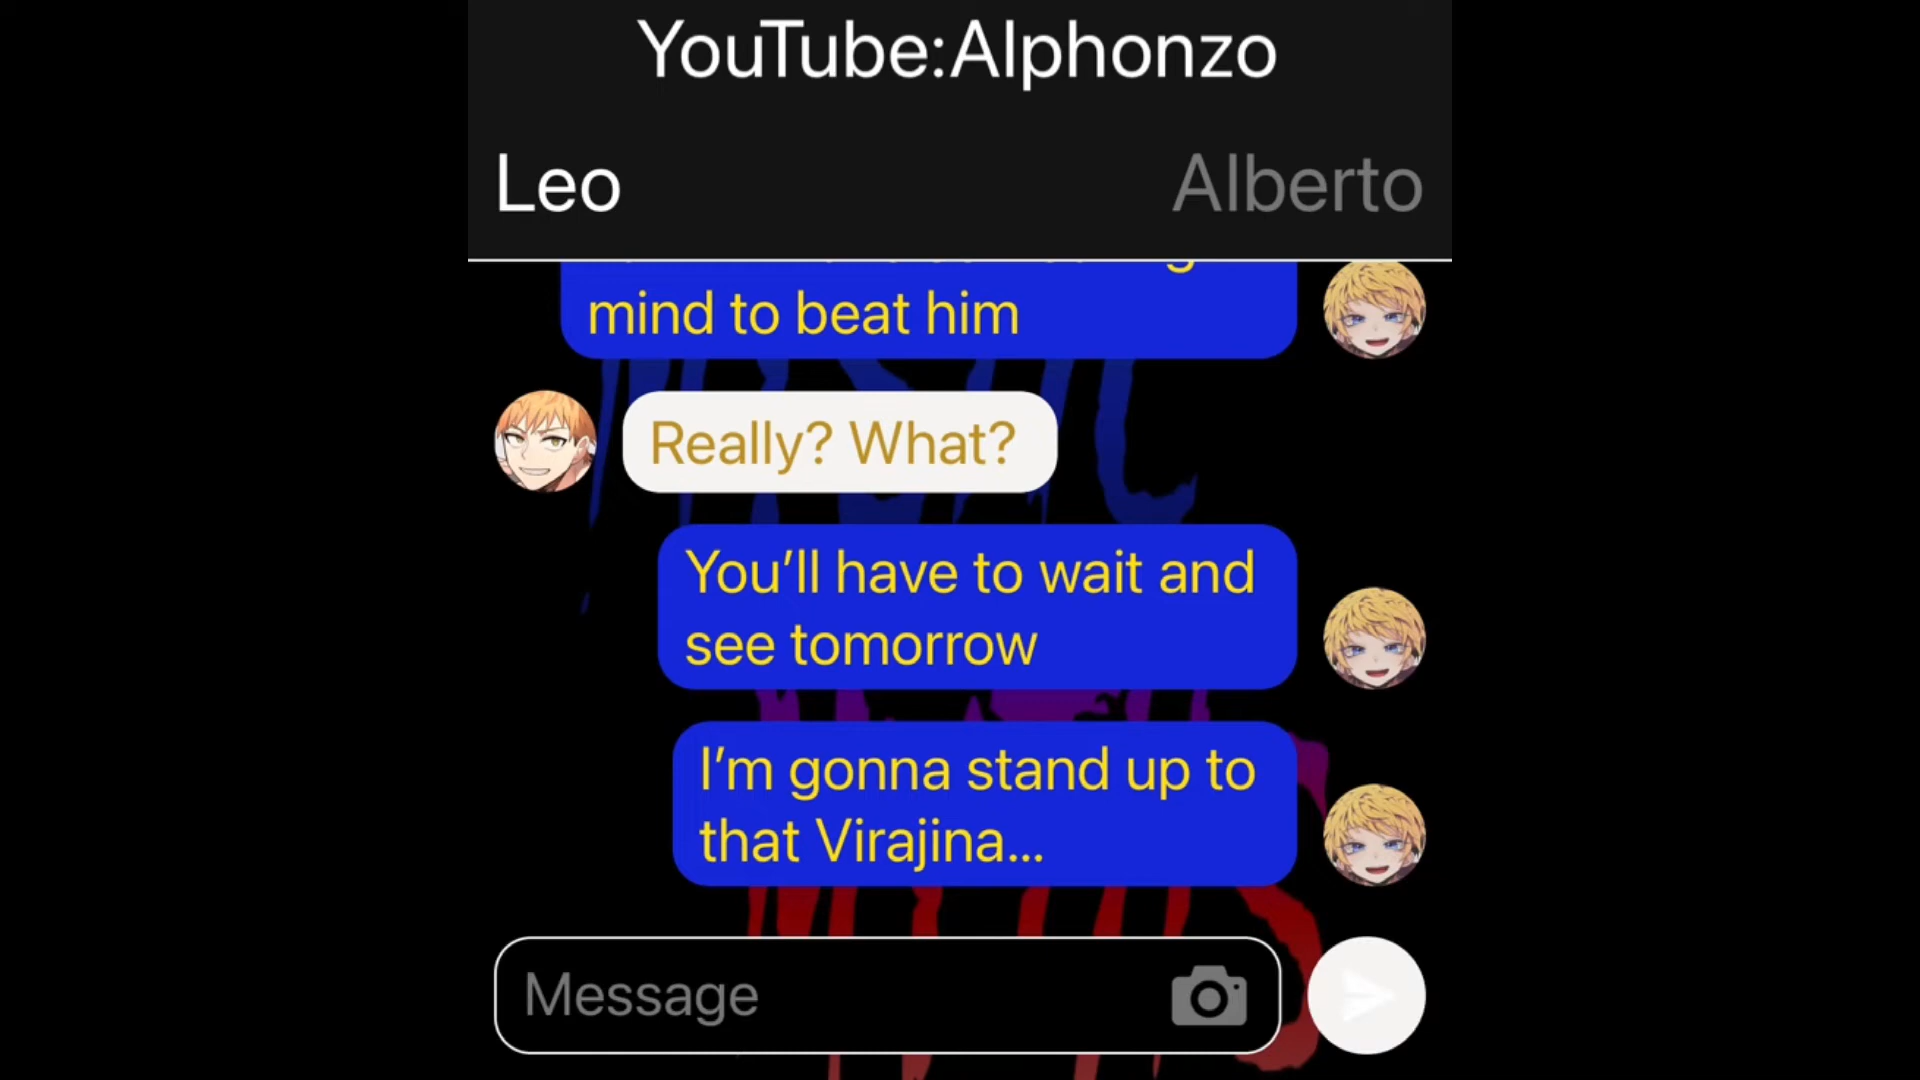 YouTube:Alphonzo
Leo
Alberto
mind to beat him
Really? What?
You’ll have to wait and
see tomorrow
I’m gonna stand up to
that Virajina...
Message